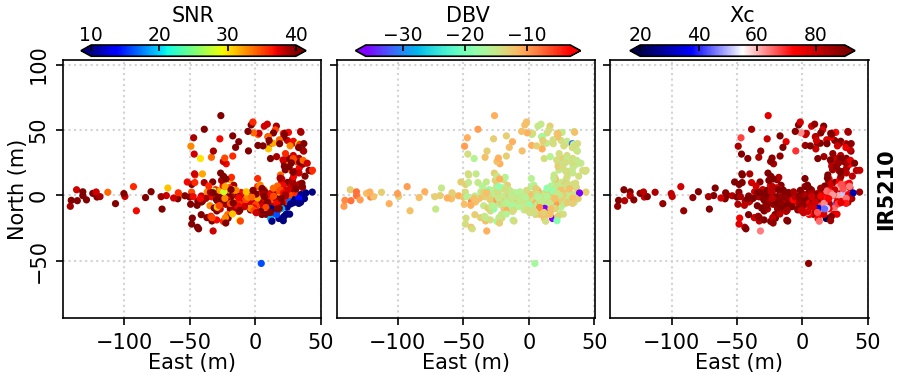 SNR DBV Xc
10 20 30 40 −30 −20 −10 20 40 60 80
100
50
0
−50
North (m)
−100 −50 0 50 −100 −50 0 50 −100 −50 0 50
East (m) East (m) East (m)
IR5210